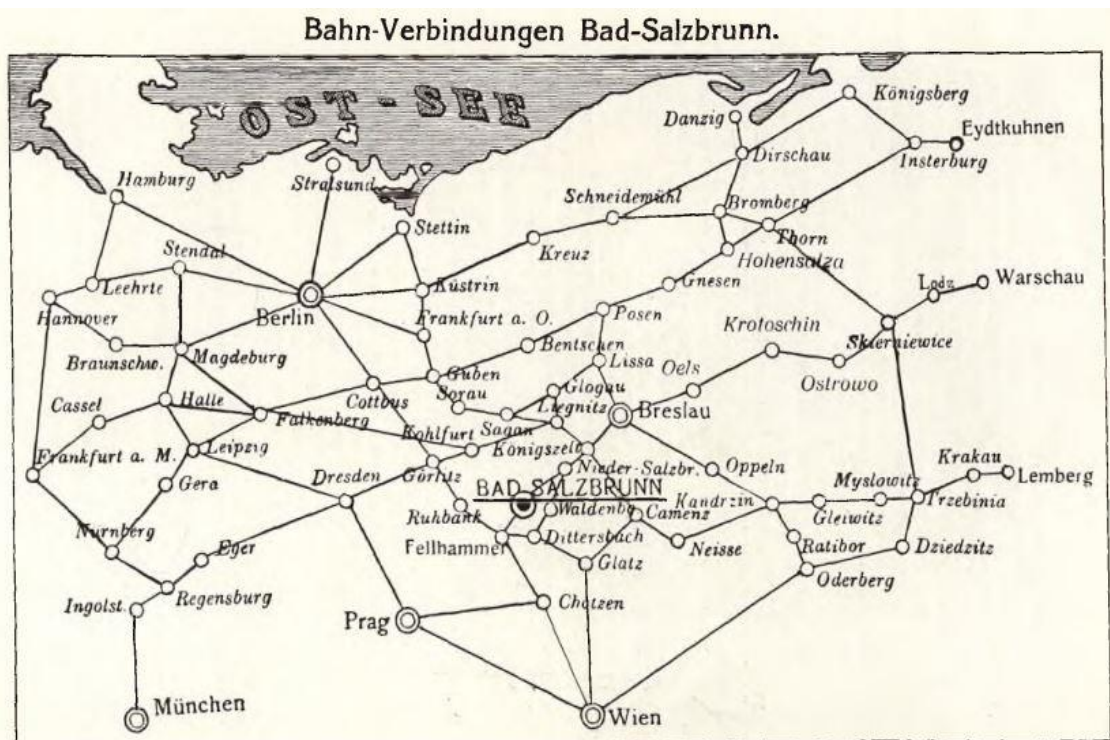 Bahn-Verbindungen Bad-Salzbrunn.
OST-SEE
Königsberg
Danzig
Eydtkuhnen
Dirschau
Insterburg
Hamburg
Stralsund
Schneidemühl
Bromberg
Stettin
Thorn
Stendal
Kreuz
Hohensalza
Leehrte
Küstrin
Gnesen
Lodz
Warschau
Hannover
Berlin
Frankfurt a. O.
Posen
Krotoschin
Skierniewice
Braunschw.
Magdeburg
Bentschen
Lissa
Oels
Ostrowo
Guben
Glogau
Cassel
Halle
Cottbus
Sorau
Liegnitz
Breslau
Falkenberg
Kohlfurt
Sagan
Frankfurt a. M.
Leipzig
Königszelt
Dresden
Görlitz
Nieder-Salzbr.
Oppeln
Krakau
Lemberg
Gera
BAD SALZBRUNN
Kandrzin
Myslowitz
Trzebinia
Ruhbank
Waldenbg
Camenz
Gleiwitz
Nürnberg
Fellhammer
Dittersbach
Neisse
Ratibor
Dziedzitz
Eger
Glatz
Oderberg
Ingolst.
Regensburg
Chotzen
Prag
München
Wien